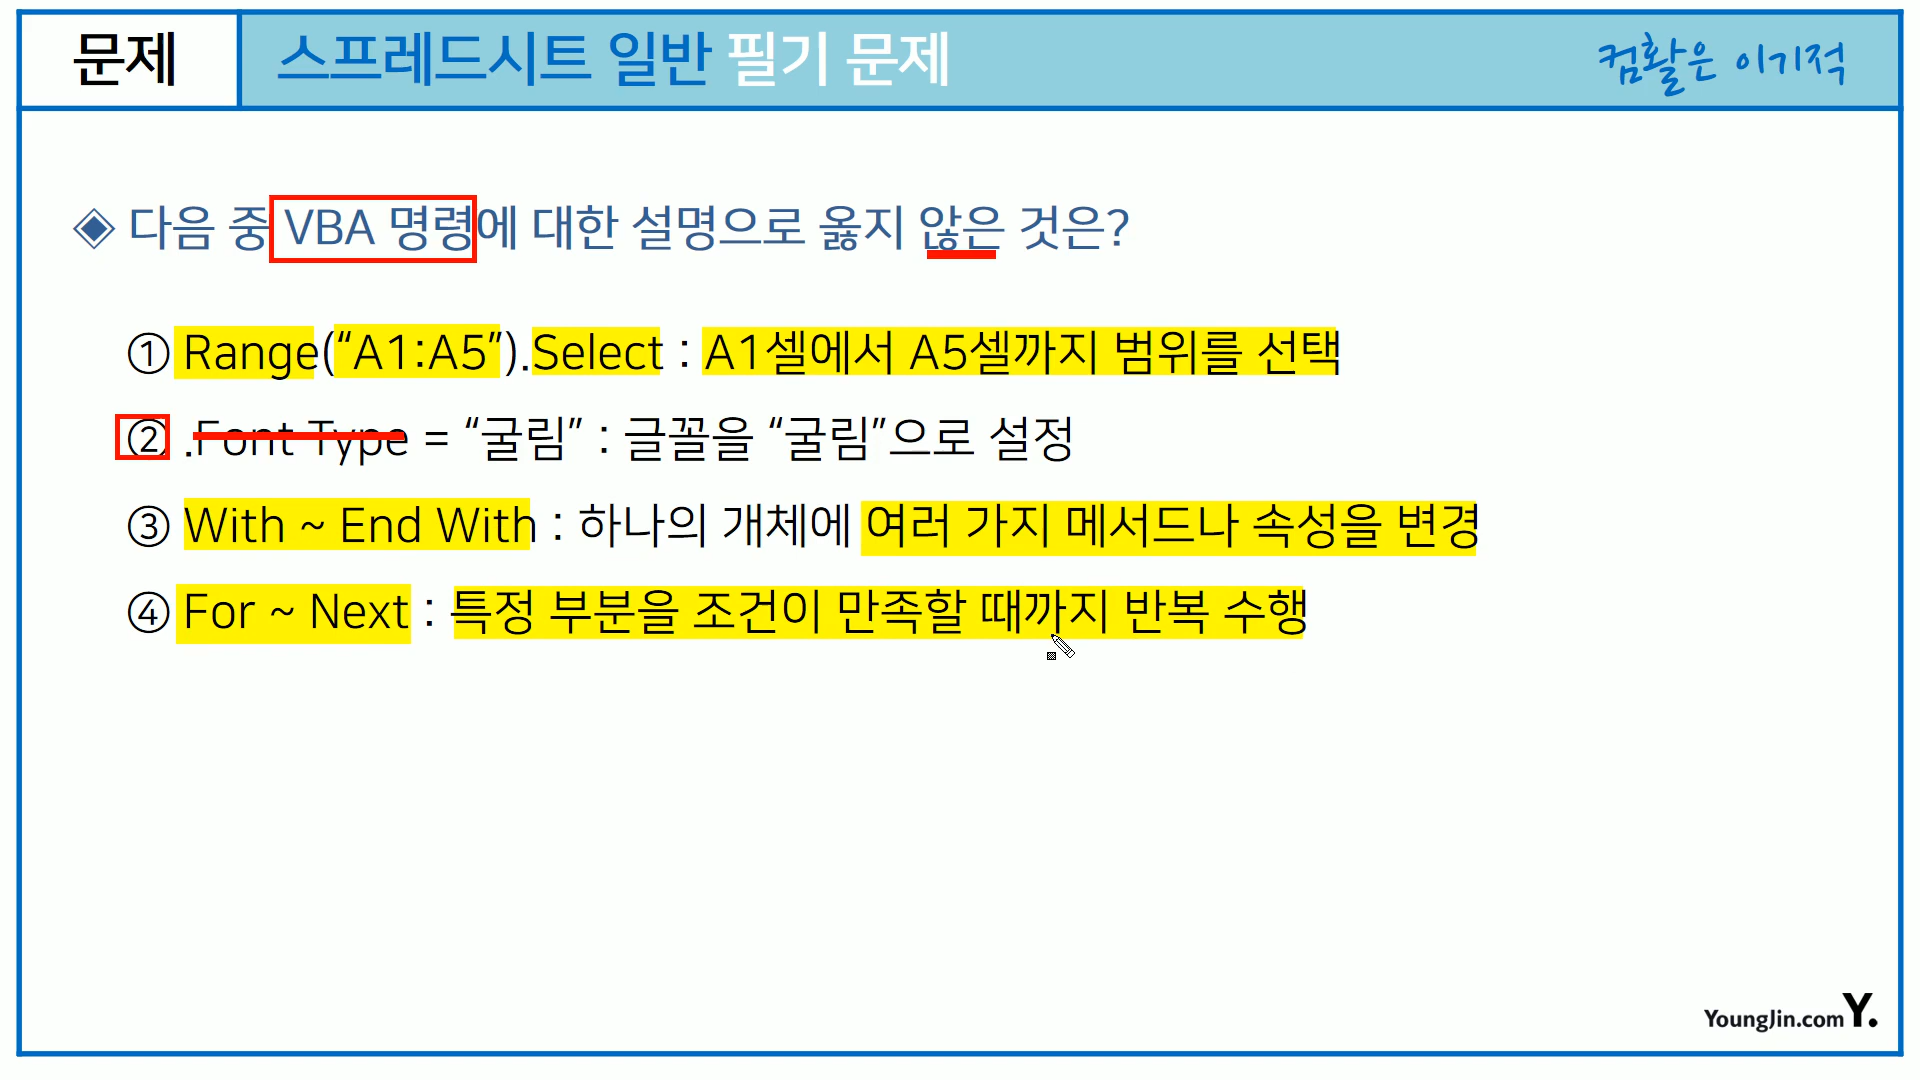 문제
스프레드시트 일반 필기 문제
컴활은 이기적
◈ 다음 중 VBA 명령에 대한 설명으로 옳지 않은 것은?
① Range(“A1:A5”).Select : A1셀에서 A5셀까지 범위를 선택
② .Font Type = “굴림” : 글꼴을 “굴림”으로 설정
③ With ~ End With : 하나의 개체에 여러 가지 메서드나 속성을 변경
④ For ~ Next : 특정 부분을 조건이 만족할 때까지 반복 수행
YoungJin.com Y.